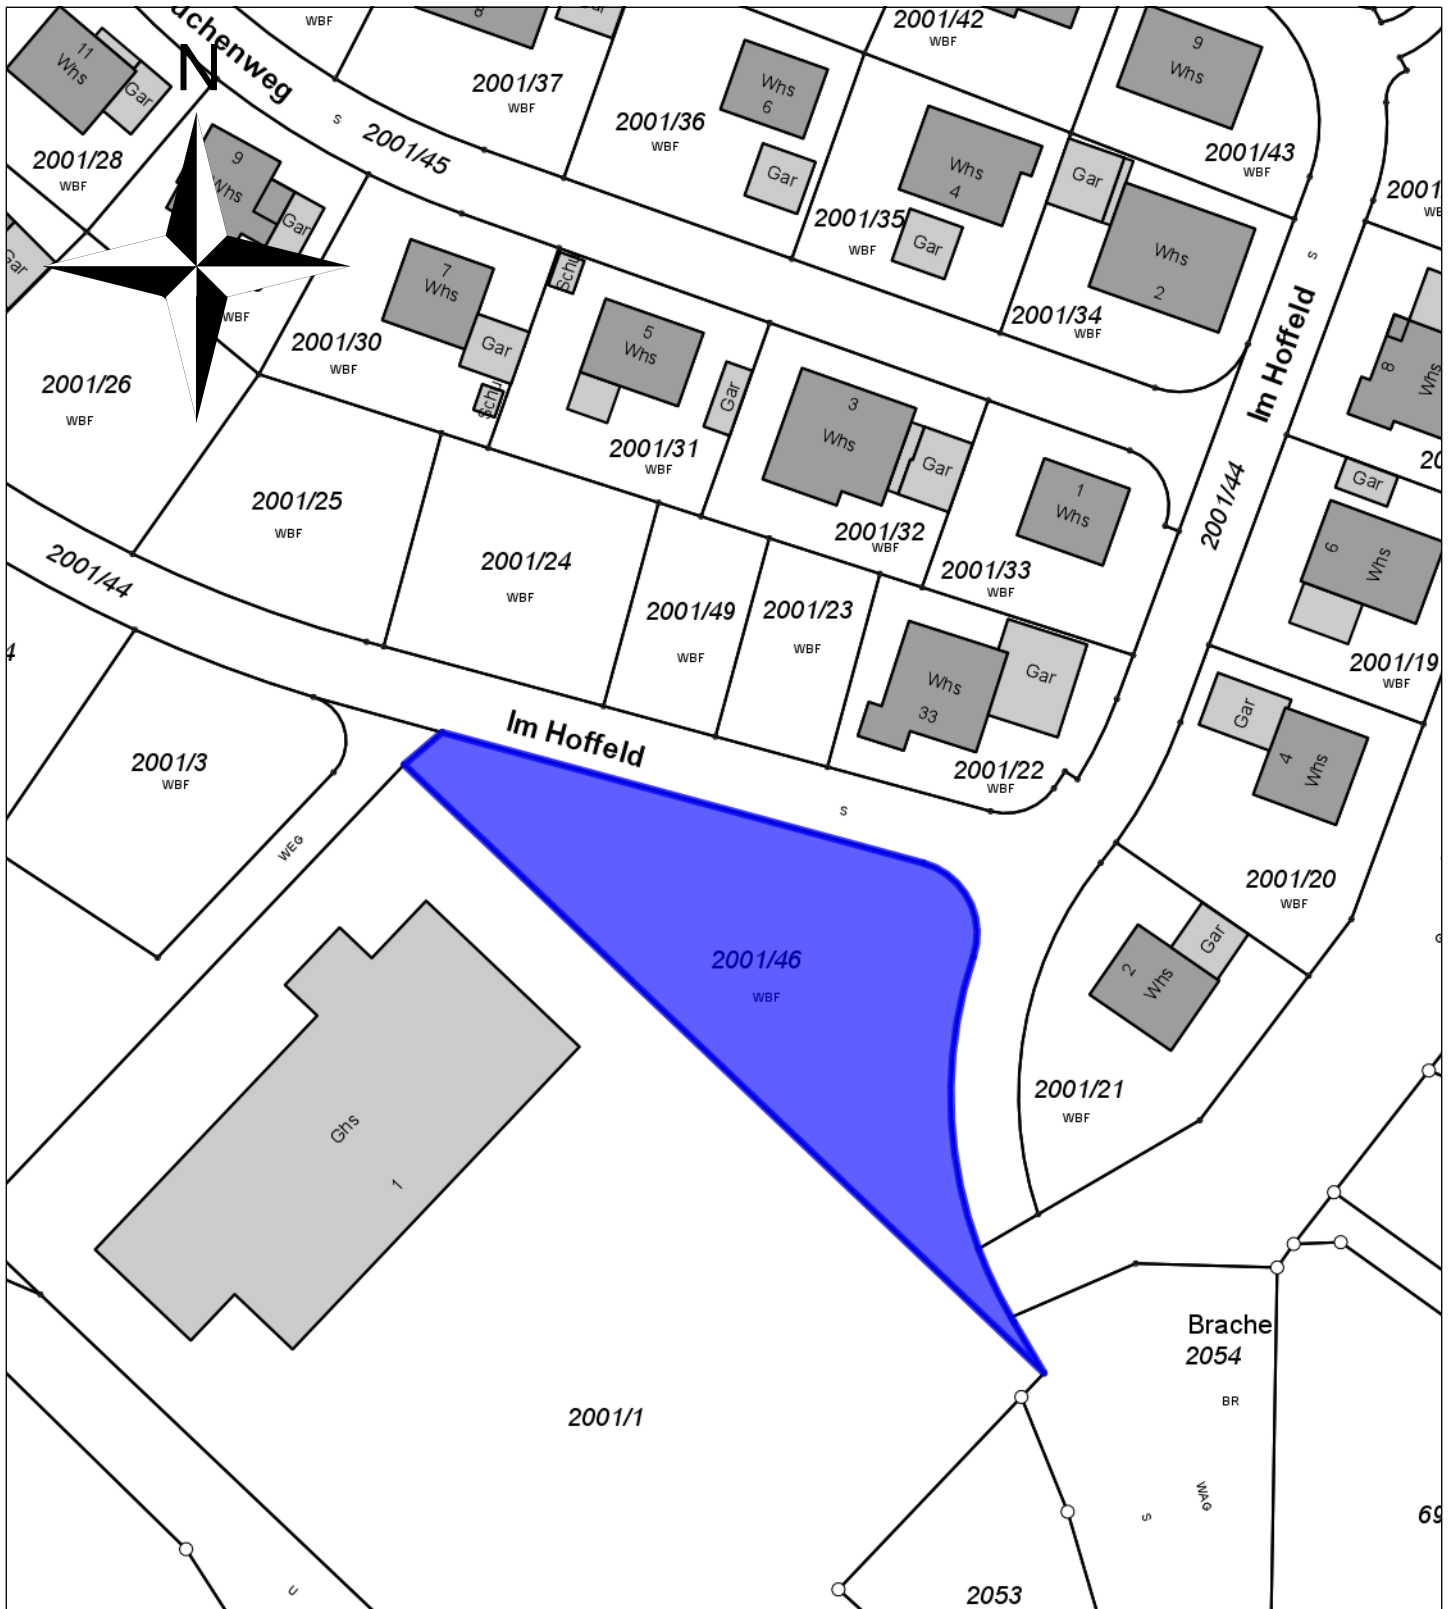 8
Gar
WBF
2001/42
WBF
9
Whs
11
Whs
Gar
N
2001/37
WBF
Whs
6
2001/36
WBF
s
2001/45
2001/28
WBF
9
Whs
Gar
Gar
Gar
2001/35
WBF
Whs
4
Gar
Gar
2001/43
WBF
Whs
2
2001/34
WBF
s
Im Hoffeld
WBF
2001/26
WBF
7
Whs
Gar
2001/30
WBF
5
Whs
Gar
2001/31
WBF
3
Whs
Gar
2001/32
WBF
1
Whs
2001/33
WBF
2001/44
8
Whs
Gar
6
Whs
2001/19
WBF
2001/25
WBF
2001/24
WBF
2001/49
WBF
2001/23
WBF
2001/44
Whs
33
Gar
2001/22
WBF
Gar
4
Whs
2001/20
WBF
Im Hoffeld
s
2001/3
WBF
WEG
2001/46
WBF
Gar
2
Whs
2001/21
WBF
Ghs
1
Brache
2054
BR
2001/1
WAG
s
U
2053